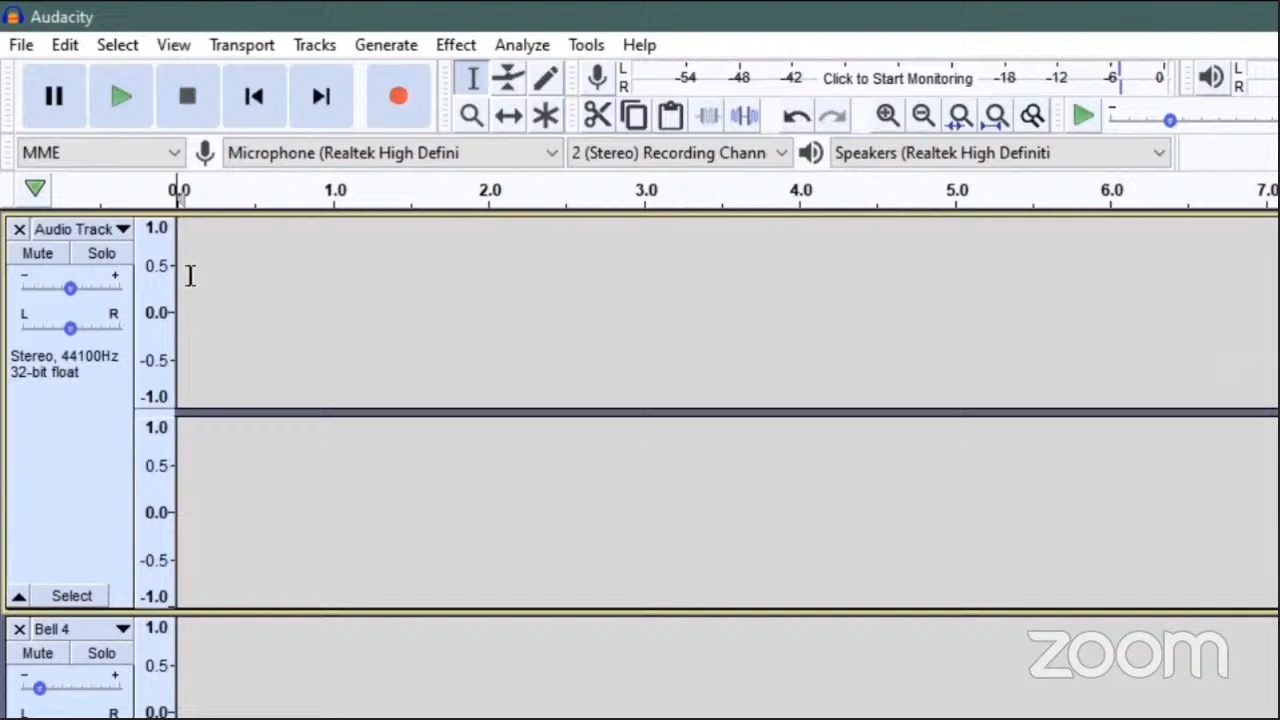 Audacity
File Edit Select View Transport Tracks Generate Effect Analyze Tools Help
L R -54 -48 -42 Click to Start Monitoring -18 -12 -6 0 L R
MME Microphone (Realtek High Defini 2 (Stereo) Recording Chann Speakers (Realtek High Definiti
0.0 1.0 2.0 3.0 4.0 5.0 6.0 7.0
Audio Track 1.0
Mute Solo
0.5
- +
L R 0.0
Stereo, 44100Hz -0.5
32-bit float
-1.0
1.0
0.5
0.0
-0.5
Select -1.0
Bell 4 1.0
Mute Solo
0.5
- +
L R 0.0
zoom